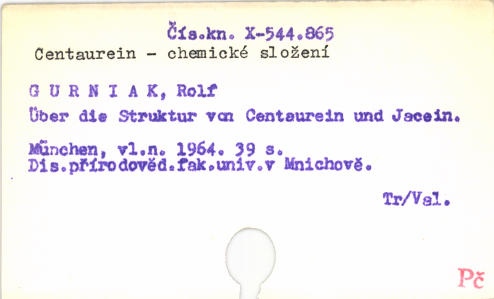 Čís.kn. X-544.865
Centaurein - chemické složení
G U R N I A K, Rolf
Über die Struktur von Centaurein und Jacein.
München, vl.n. 1964. 39 s.
Dis.přírodověd.fak.univ.v Mnichově.
Tr/Val.
Pč